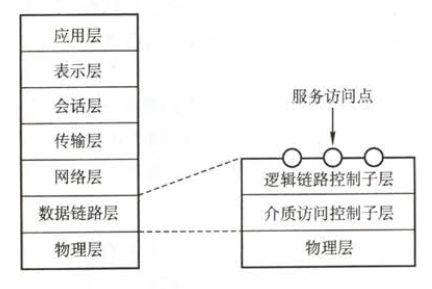 应用层
表示层
会话层
传输层
网络层
数据链路层
物理层
服务访问点
逻辑链路控制子层
介质访问控制子层
物理层